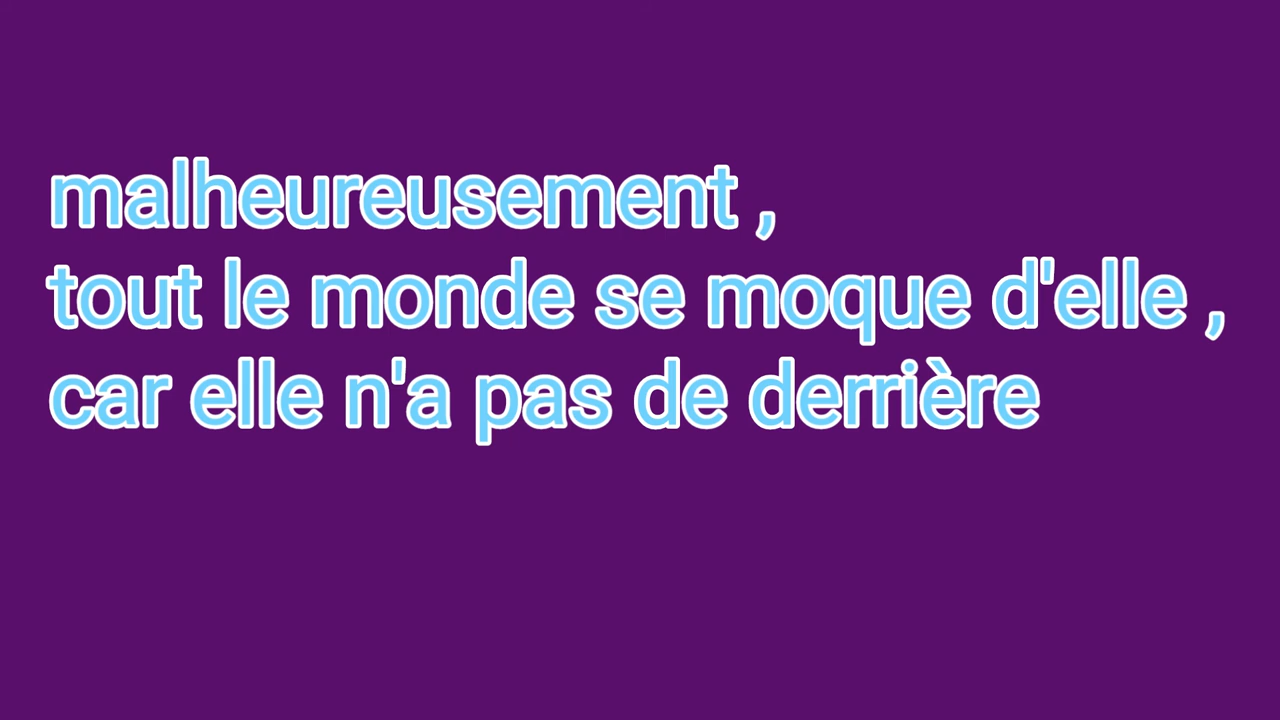 malheureusement ,
tout le monde se moque d'elle ,
car elle n'a pas de derrière